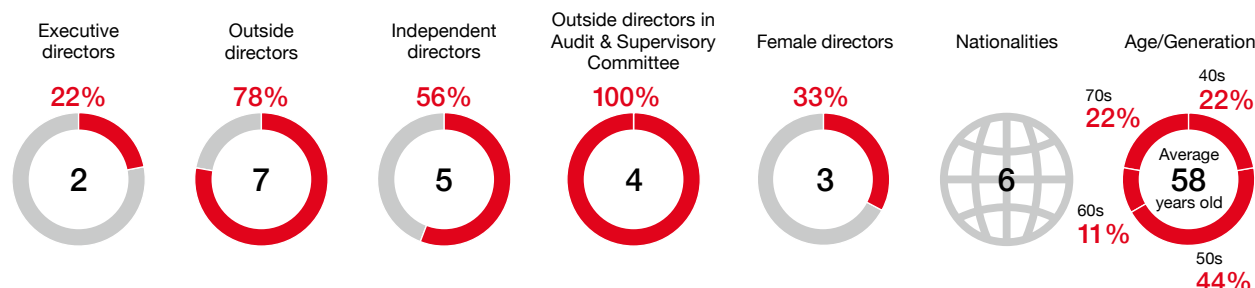 Executive
directors
22%
2
Outside
directors
78%
7
Independent
directors
56%
5
Outside directors in
Audit & Supervisory
Committee
100%
4
Female directors
33%
3
Nationalities
6
Age/Generation
40s
22%
70s
22%
Average
58
years old
60s
11%
50s
44%